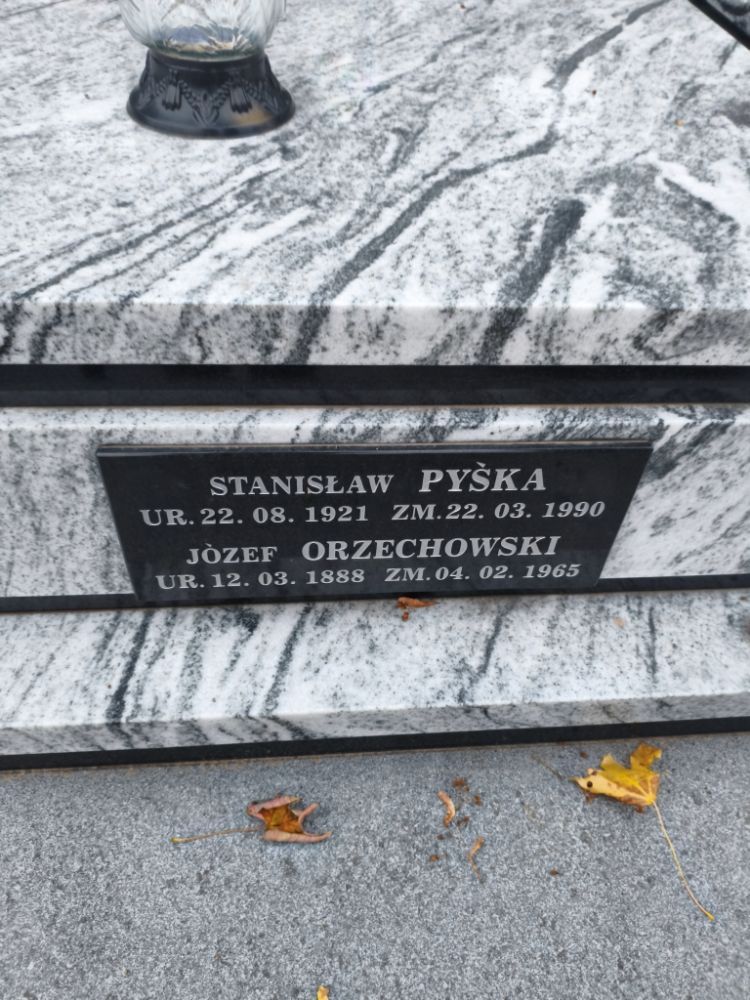 STANISŁAW PYŠKA
UR. 22. 08. 1921 ZM. 22. 03. 1990
JÒZEF ORZECHOWSKI
UR. 12. 03. 1888 ZM. 04. 02. 1965